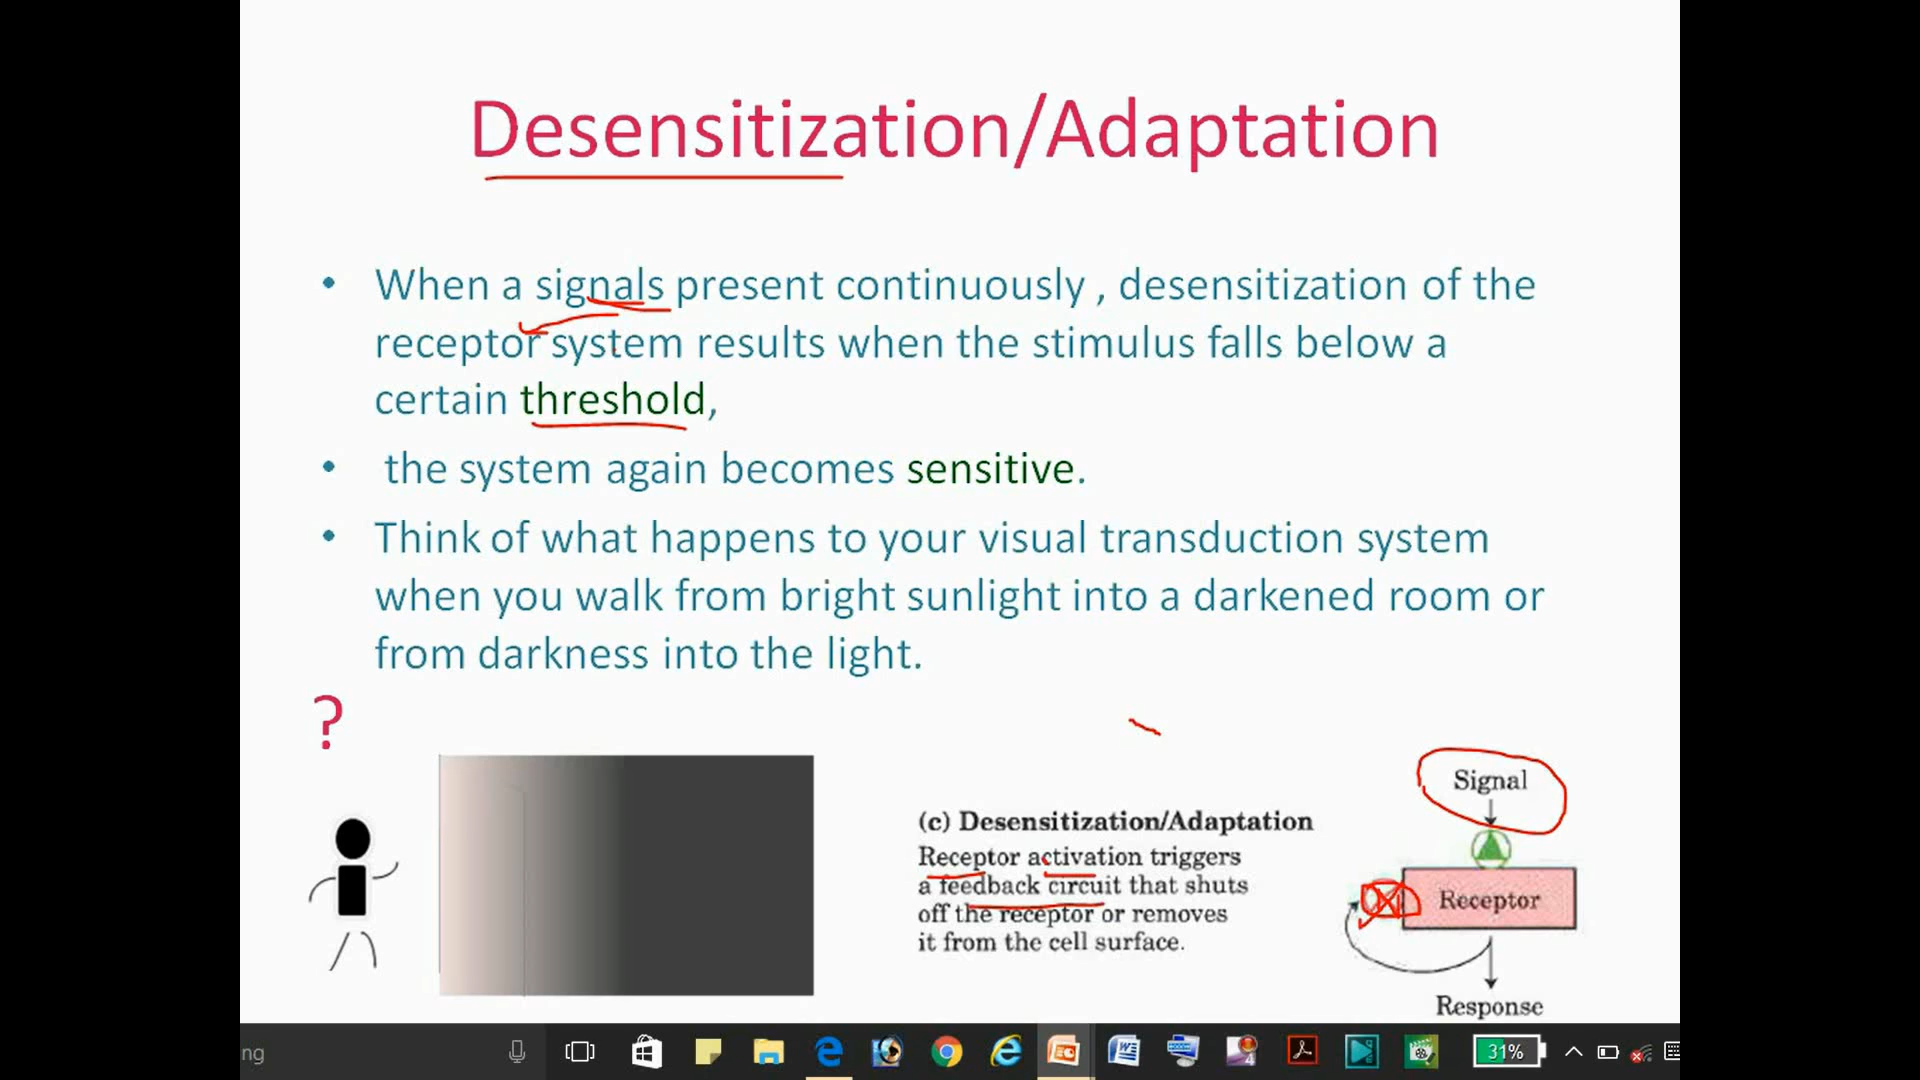 Desensitization/Adaptation
• When a signals present continuously , desensitization of the
receptor system results when the stimulus falls below a
certain threshold,
• the system again becomes sensitive.
• Think of what happens to your visual transduction system
when you walk from bright sunlight into a darkened room or
from darkness into the light.
?
(c) Desensitization/Adaptation
Receptor activation triggers
a feedback circuit that shuts
off the receptor or removes
it from the cell surface.
Signal
Receptor
Response
ng
31%